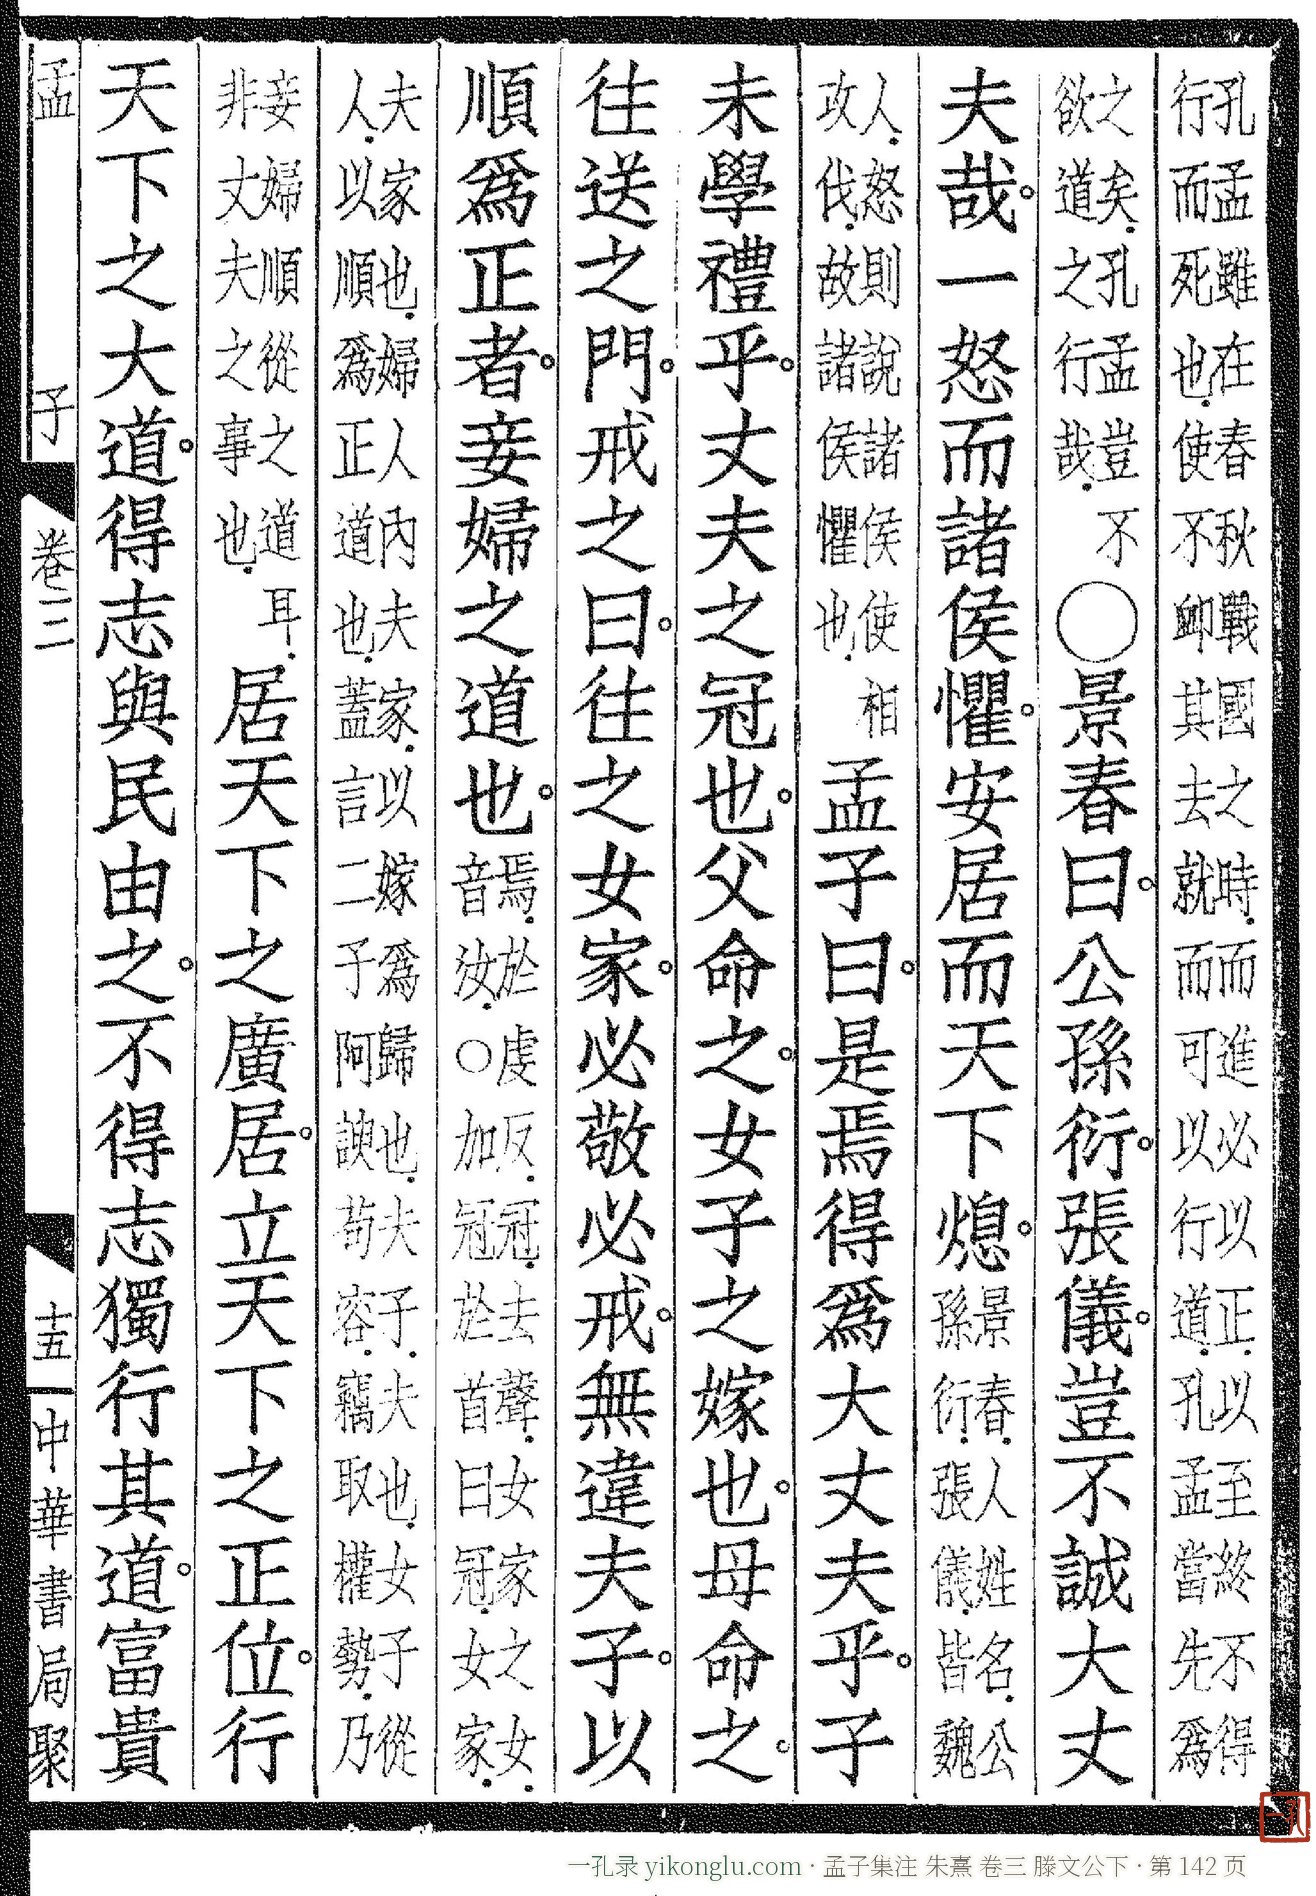 孔孟雖在春秋戰國之時.而進必以正.以至終不得
行而死也.使不卹其去就而可以行道.孔孟當先爲
之矣.孔孟豈不
欲道之行哉.
○景春曰。公孫衍。張儀。豈不誠大丈
夫哉。一怒而諸侯懼。安居而天下熄。
景春.人姓名.公
孫衍.張儀.皆魏
人.怒則說諸侯使相
攻伐.故諸侯懼也.
孟子曰。是焉得爲大丈夫乎。子
未學禮乎。丈夫之冠也。父命之。女子之嫁也。母命之。
往送之門。戒之曰。往之女家。必敬必戒。無違夫子。以
順爲正者。妾婦之道也。
焉.於虔反.冠.去聲.女家之女.
音汝.○加冠於首曰冠.女家.
夫家也.婦人內夫家.以嫁爲歸也.夫子.夫也.女子從
人.以順爲正道也.蓋言二子阿諛苟容.竊取權勢.乃
妾婦順從之道耳.
非丈夫之事也.
居天下之廣居。立天下之正位。行
天下之大道。得志與民由之。不得志獨行其道。富貴
孟 子 卷三 十五 中華書局聚
一孔
一孔录 yikonglu.com · 孟子集注 朱熹 卷三 滕文公下 · 第 142 页